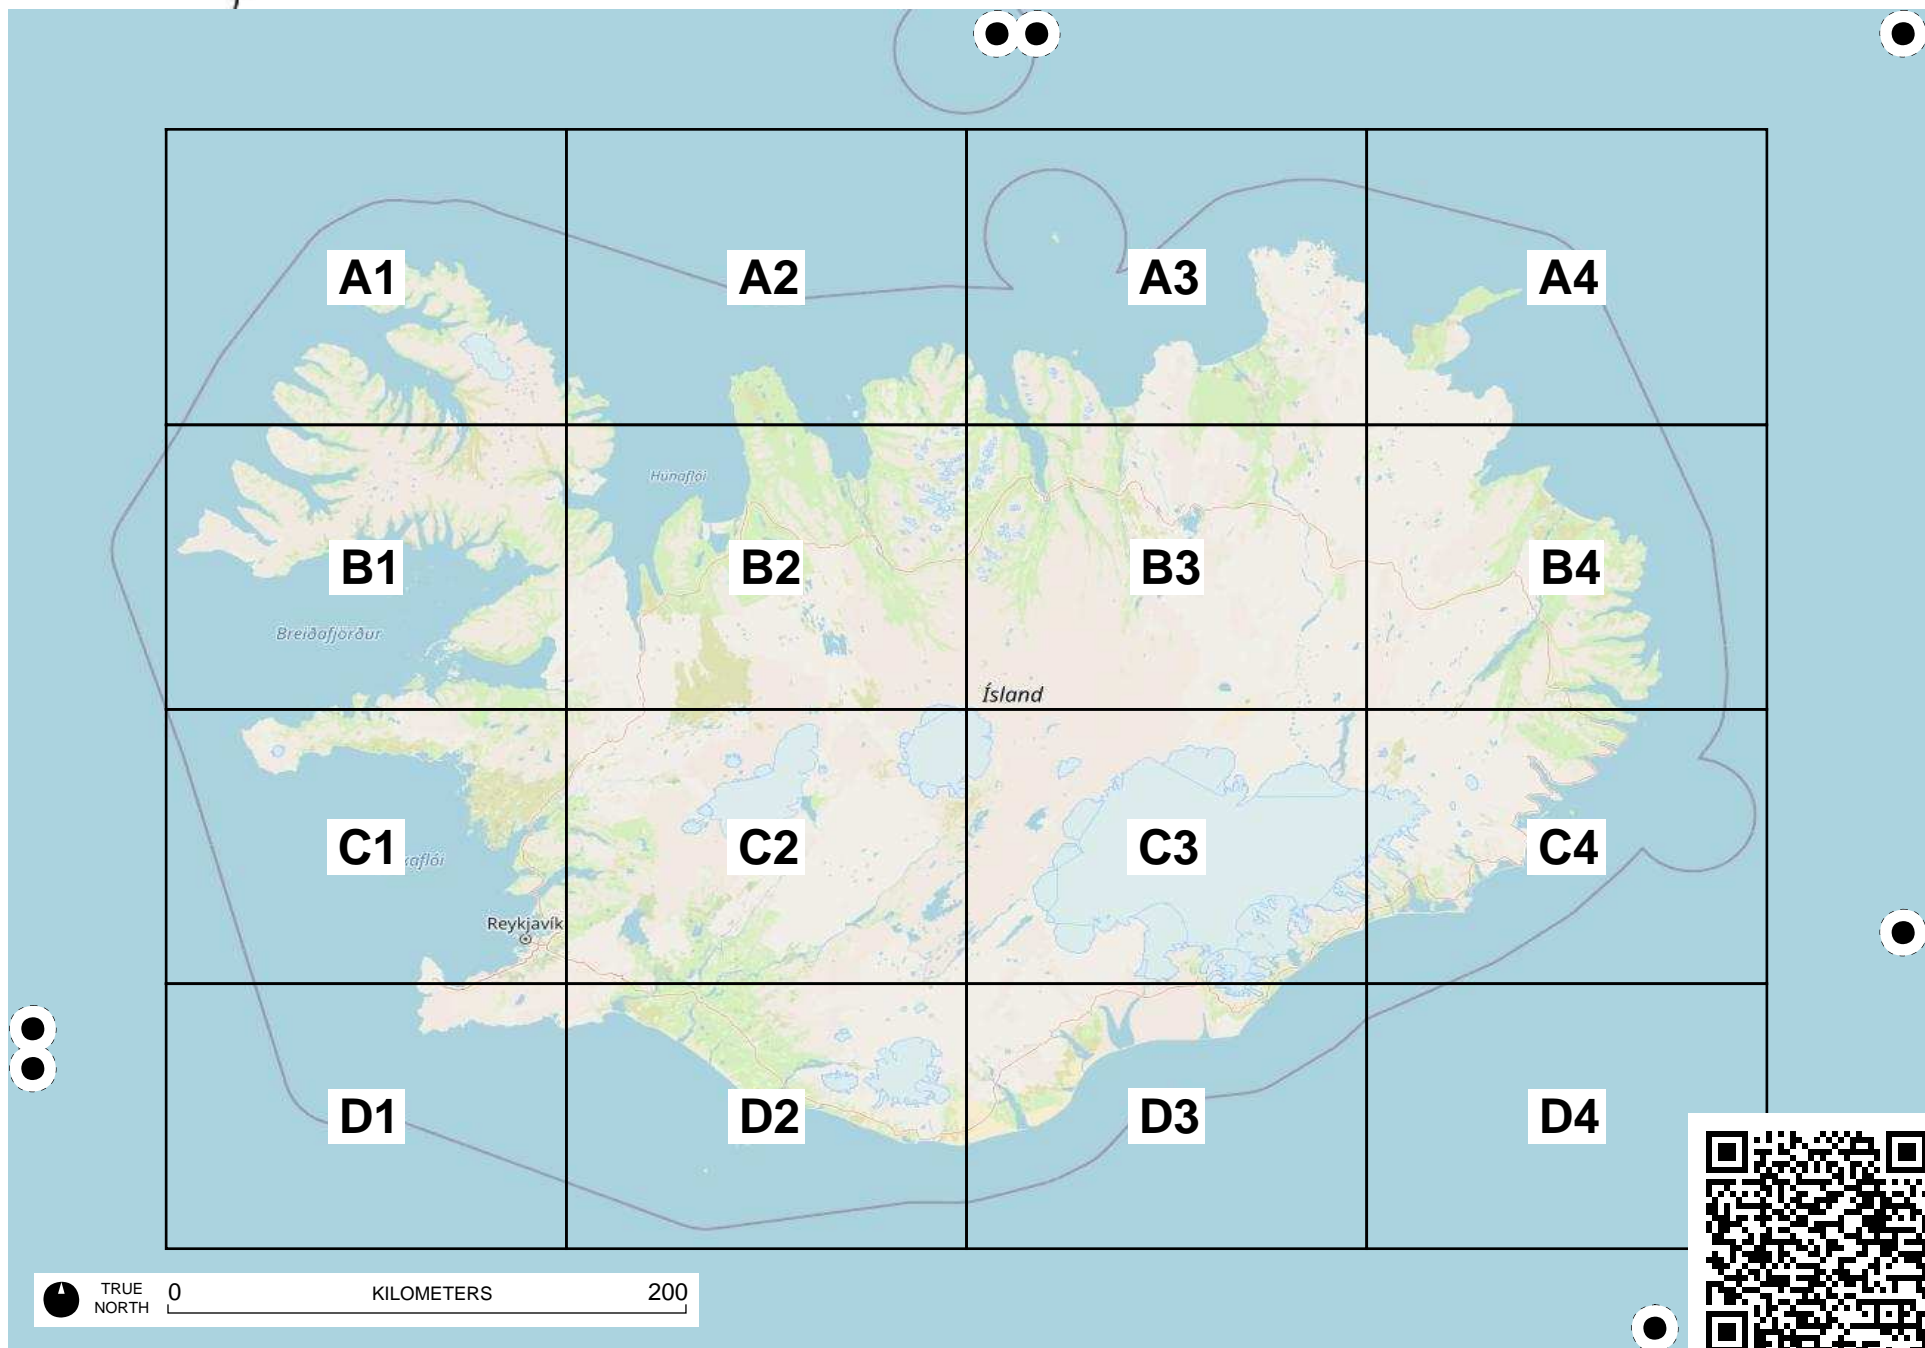 A1
A2
A3
A4
Húnaflói
B1
B2
B3
B4
Breiðafjörður
Ísland
C1
C2
C3
C4
xaflói
Reykjavík
D1
D2
D3
D4
TRUE NORTH
0 KILOMETERS 200